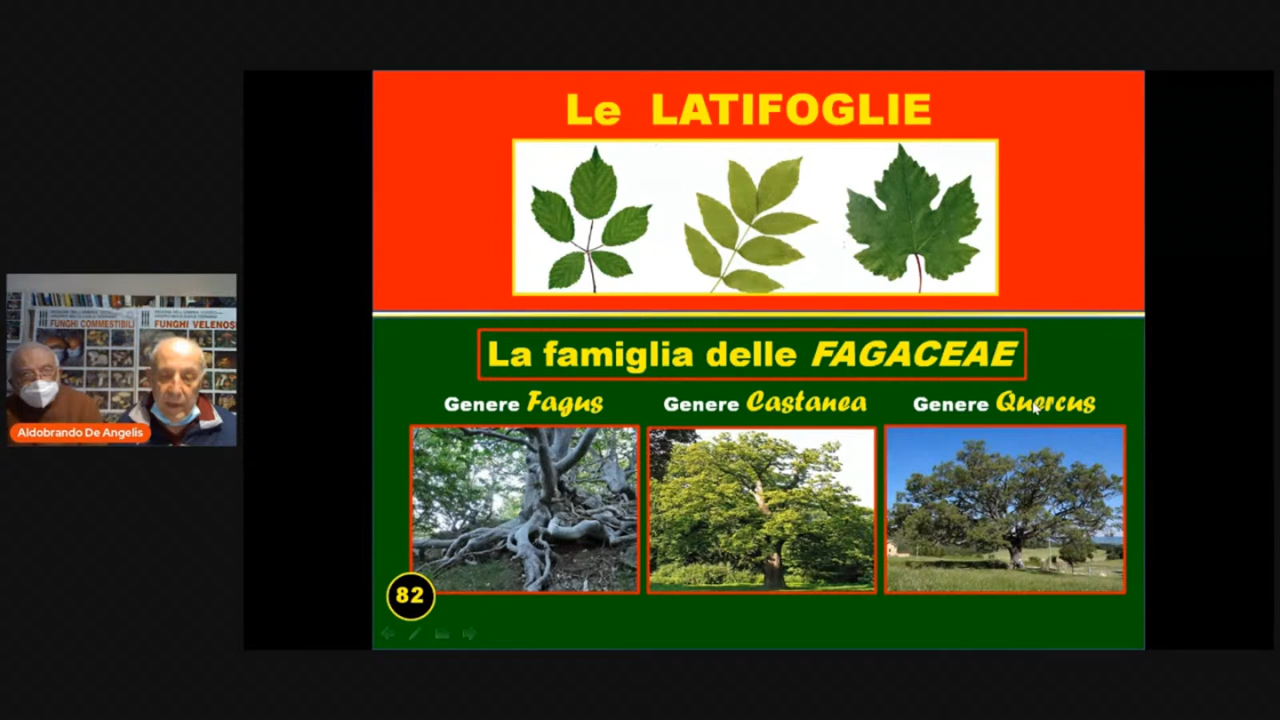 Le LATIFOGLIE
La famiglia delle FAGACEAE
Genere Fagus
Genere Castanea
Genere Quercus
82
FUNGHI COMMESTIBILI
FUNGHI VELENOS
Aldobrando De Angelis